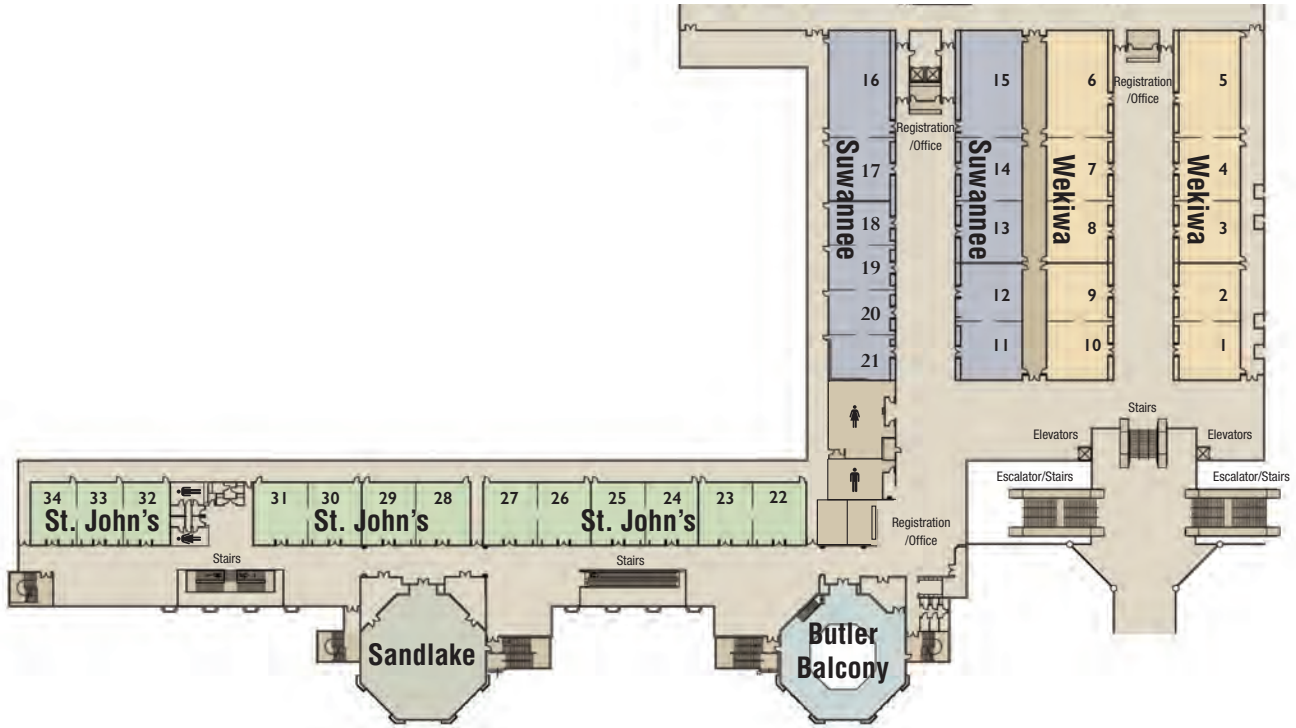 16
15
6
Registration
/Office
5
Registration
/Office
Suwannee
17
Suwannee
14
Wekiwa
7
Wekiwa
4
18
13
8
3
19
12
9
2
20
11
10
1
21
Stairs
Elevators
Elevators
Escalator/Stairs
Escalator/Stairs
34
33
32
St. John's
31
30
29
28
St. John's
27
26
25
24
23
22
St. John's
Registration
/Office
Stairs
Stairs
Sandlake
Butler
Balcony